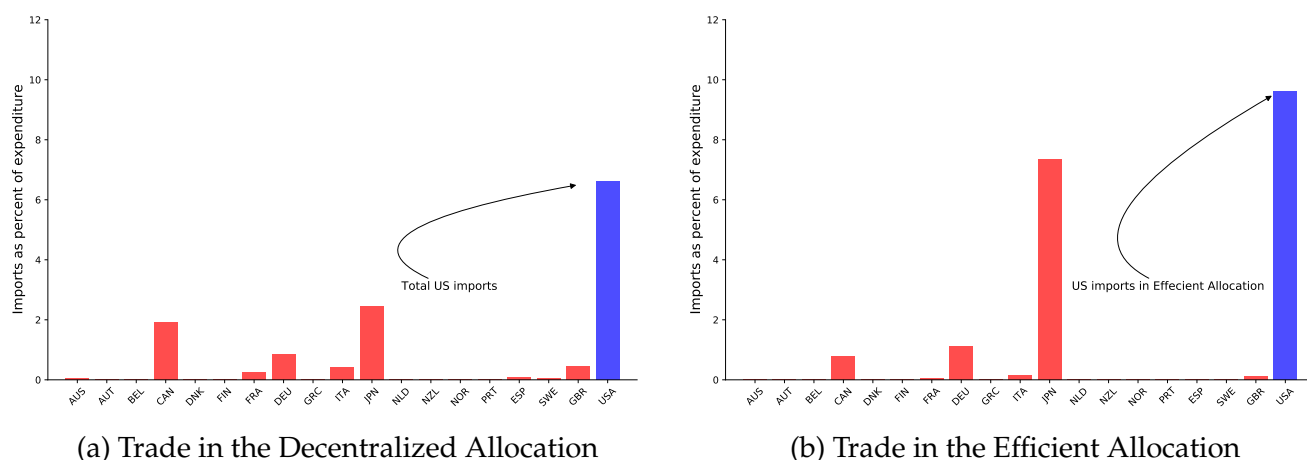 12
10
8
6
4
2
0
Imports as percent of expenditure
Total US imports
AUS AUT BEL CAN DNK FIN FRA DEU GRC ITA JPN NLD NZL NOR PRT ESP SWE GBR USA
(a) Trade in the Decentralized Allocation
12
10
8
6
4
2
0
Imports as percent of expenditure
US imports in Effecient Allocation
AUS AUT BEL CAN DNK FIN FRA DEU GRC ITA JPN NLD NZL NOR PRT ESP SWE GBR USA
(b) Trade in the Efficient Allocation